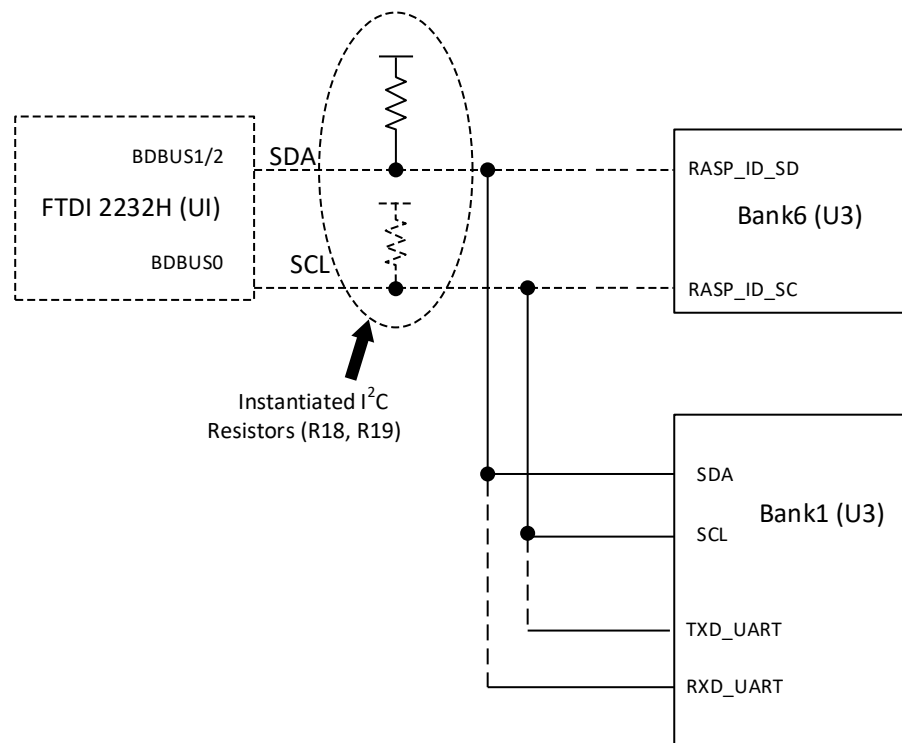 BDBUS1/2
SDA
FTDI 2232H (UI)
BDBUS0
SCL
RASP_ID_SD
Bank6 (U3)
RASP_ID_SC
Instantiated I²C
Resistors (R18, R19)
SDA
Bank1 (U3)
SCL
TXD_UART
RXD_UART